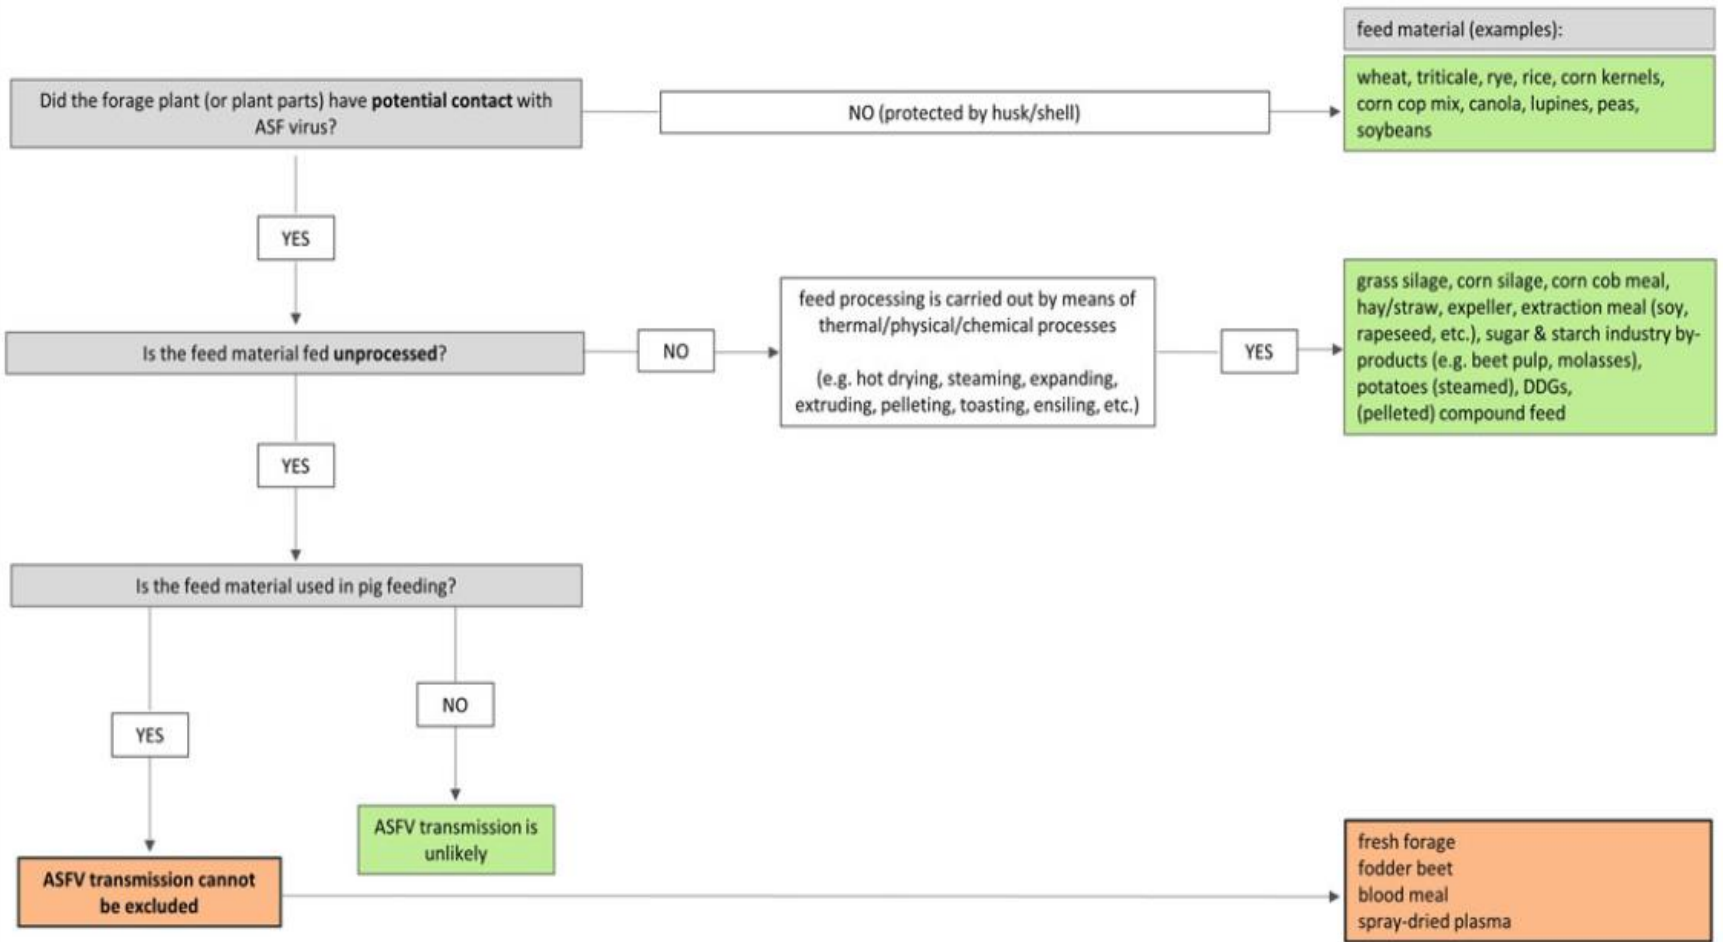 feed material (examples):
Did the forage plant (or plant parts) have potential contact with
ASF virus?
NO (protected by husk/shell)
wheat, triticale, rye, rice, corn kernels,
corn cop mix, canola, lupines, peas,
soybeans
YES
Is the feed material fed unprocessed?
NO
feed processing is carried out by means of
thermal/physical/chemical processes
(e.g. hot drying, steaming, expanding,
extruding, pelleting, toasting, ensiling, etc.)
YES
grass silage, corn silage, corn cob meal,
hay/straw, expeller, extraction meal (soy,
rapeseed, etc.), sugar & starch industry by-
products (e.g. beet pulp, molasses),
potatoes (steamed), DDGs,
(pelleted) compound feed
YES
Is the feed material used in pig feeding?
YES
NO
ASFV transmission is
unlikely
ASFV transmission cannot
be excluded
fresh forage
fodder beet
blood meal
spray-dried plasma